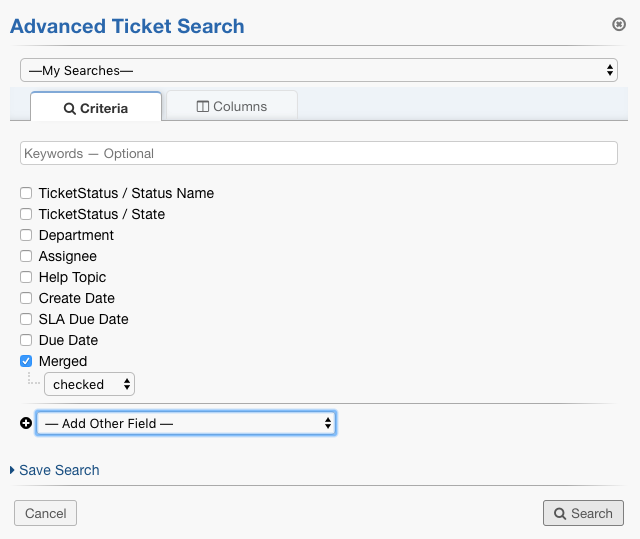 Advanced Ticket Search
—My Searches—
Criteria
Columns
Keywords — Optional
TicketStatus / Status Name
TicketStatus / State
Department
Assignee
Help Topic
Create Date
SLA Due Date
Due Date
Merged
checked
— Add Other Field —
Save Search
Cancel
Search